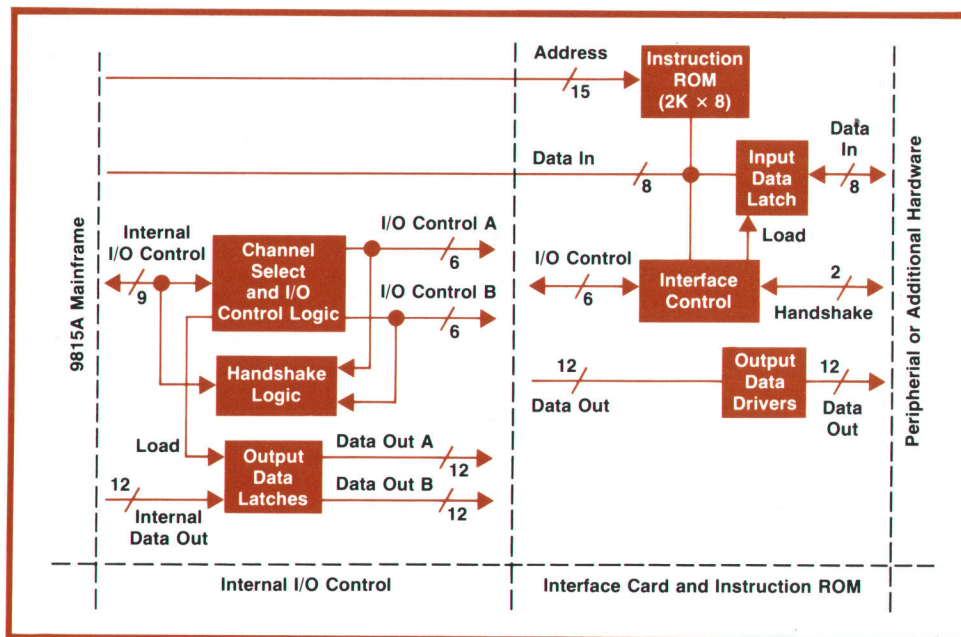 Address
15
Instruction
ROM
(2K × 8)
Data
In
8
Data In
8
Input
Data
Latch
Load
9815A Mainframe
Internal
I/O Control
9
Channel
Select
and I/O
Control Logic
I/O Control A
6
I/O Control B
6
Handshake
Logic
Load
Output
Data
Latches
Data Out A
12
Data Out B
12
12
Internal
Data Out
I/O Control
6
Interface
Control
2
Handshake
12
Data Out
Output
Data
Drivers
12
Data
Out
Peripherial or Additional Hardware
Internal I/O Control
Interface Card and Instruction ROM